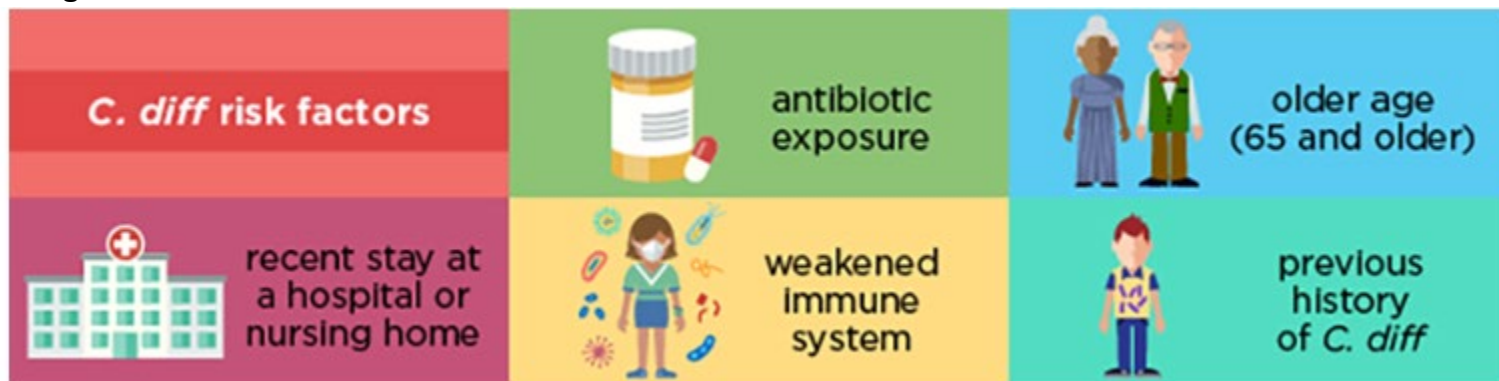 C. diff risk factors
antibiotic
exposure
older age
(65 and older)
recent stay at
a hospital or
nursing home
weakened
immune
system
previous
history
of C. diff